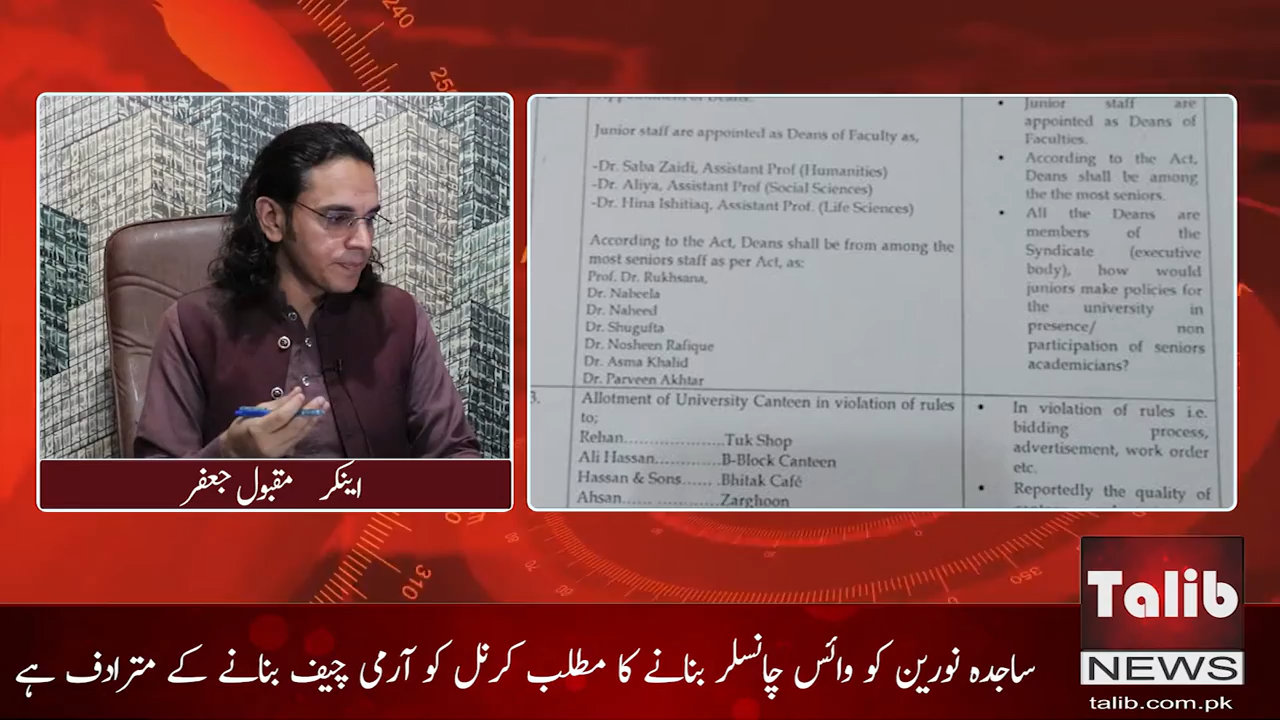 240
250
اینکر مقبول جعفر
Junior staff are appointed as Deans of Faculty as,
-Dr. Saba Zaidi, Assistant Prof (Humanities)
-Dr. Aliya, Assistant Prof (Social Sciences)
-Dr. Hina Ishitiaq, Assistant Prof. (Life Sciences)
According to the Act, Deans shall be from among the
most seniors staff as per Act, as:
Prof. Dr. Rukhsana,
Dr. Nabeela
Dr. Naheed
Dr. Shugufta
Dr. Nosheen Rafique
Dr. Asma Khalid
Dr. Parveen Akhtar
• Junior staff are
appointed as Deans of
Faculties.
• According to the Act,
Deans shall be among
the the most seniors.
• All the Deans are
members of the
Syndicate (executive
body), how would
juniors make policies for
the university in
presence/ non
participation of seniors
academicians?
3.
Allotment of University Canteen in violation of rules
to;
Rehan........................Tuk Shop
Ali Hassan...............B-Block Canteen
Hassan & Sons...... .Bhitak Café
Ahsan........................Zarghoon
• In violation of rules i.e.
bidding process,
advertisement, work order
etc.
• Reportedly the quality of
310
350
Talib
NEWS
talib.com.pk
ساجدہ نورین کو وائس چانسلر بنانے کا مطلب کرنل کو آرمی چیف بنانے کے مترادف ہے